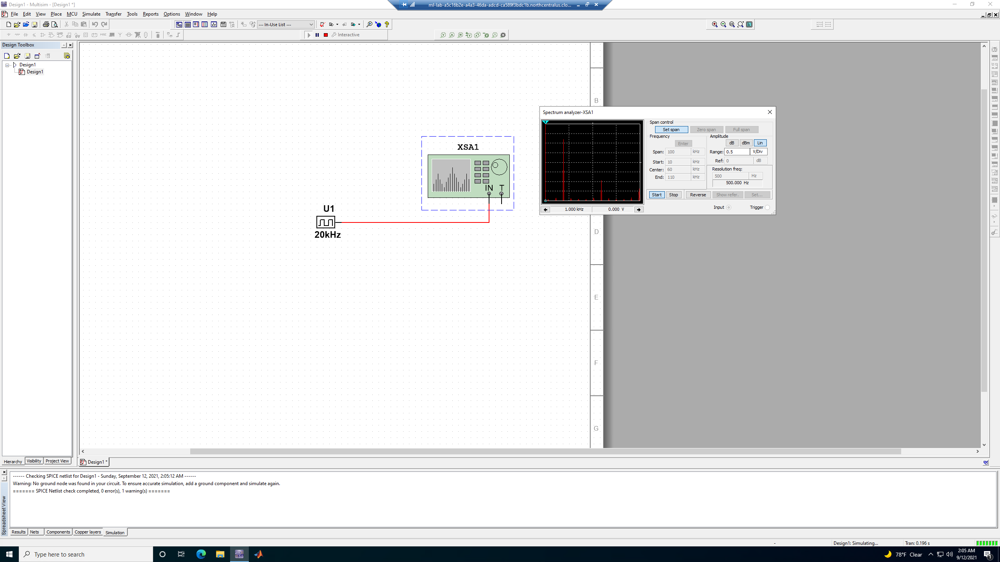 Design1 - Multisim - [Design1 *]
ml-lab-a5c16b2e-a4a3-46da-adcd-ca589f3bdc1b.northcentralus.clo...
File Edit View Place MCU Simulate Transfer Tools Reports Options Window Help
--- In-Use List ---
Interactive
Design Toolbox
Design1
Design1
B
D
E
F
G
XSA1
IN T
U1
20kHz
Spectrum analyzer-XSA1
Span control
Set span Zero span Full span
Frequency
Enter
Span: 100 kHz
Start: 10 kHz
Center: 60 kHz
End: 110 kHz
Amplitude
dB dBm Lin
Range: 0.5 V/Div
Ref: 0 dB
Resolution freq:
500 Hz
500.000 Hz
Start Stop Reverse Show refer. Set...
1.000 kHz 0.000 V
Input Trigger
Hierarchy Visibility Project View
Design1 *
------ Checking SPICE netlist for Design1 - Sunday, September 12, 2021, 2:05:12 AM ------
Warning: No ground node was found in your circuit. To ensure accurate simulation, add a ground component and simulate again.
======= SPICE Netlist check completed, 0 error(s), 1 warning(s) =======
Spreadsheet View
Results Nets Components Copper layers Simulation
- Design1: Simulating... Tran: 0.196 s
Type here to search
78°F Clear
2:05 AM
9/12/2021
1